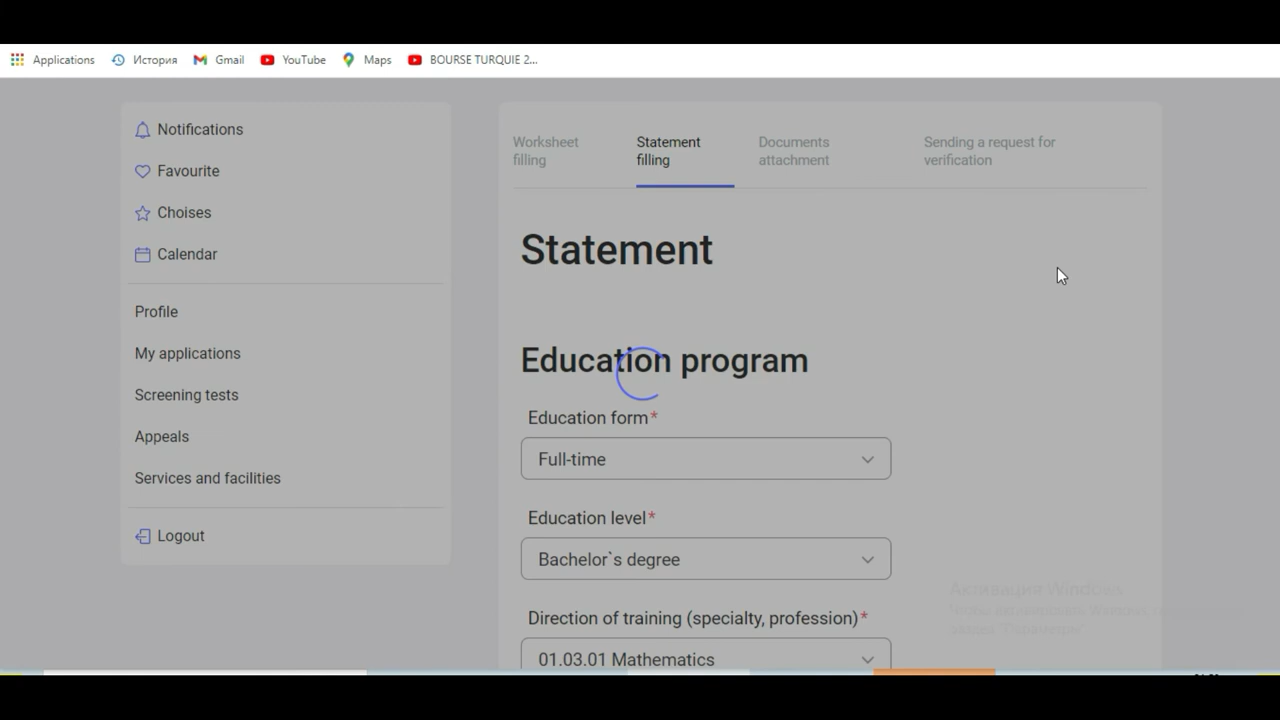 Applications История Gmail YouTube Maps BOURSE TURQUIE 2...
Notifications
Favourite
Choises
Calendar
Profile
My applications
Screening tests
Appeals
Services and facilities
Logout
Worksheet
filling
Statement
filling
Documents
attachment
Sending a request for
verification
Statement
Education program
Education form*
Full-time
Education level*
Bachelor`s degree
Direction of training (specialty, profession)*
01.03.01 Mathematics
Активация Windows